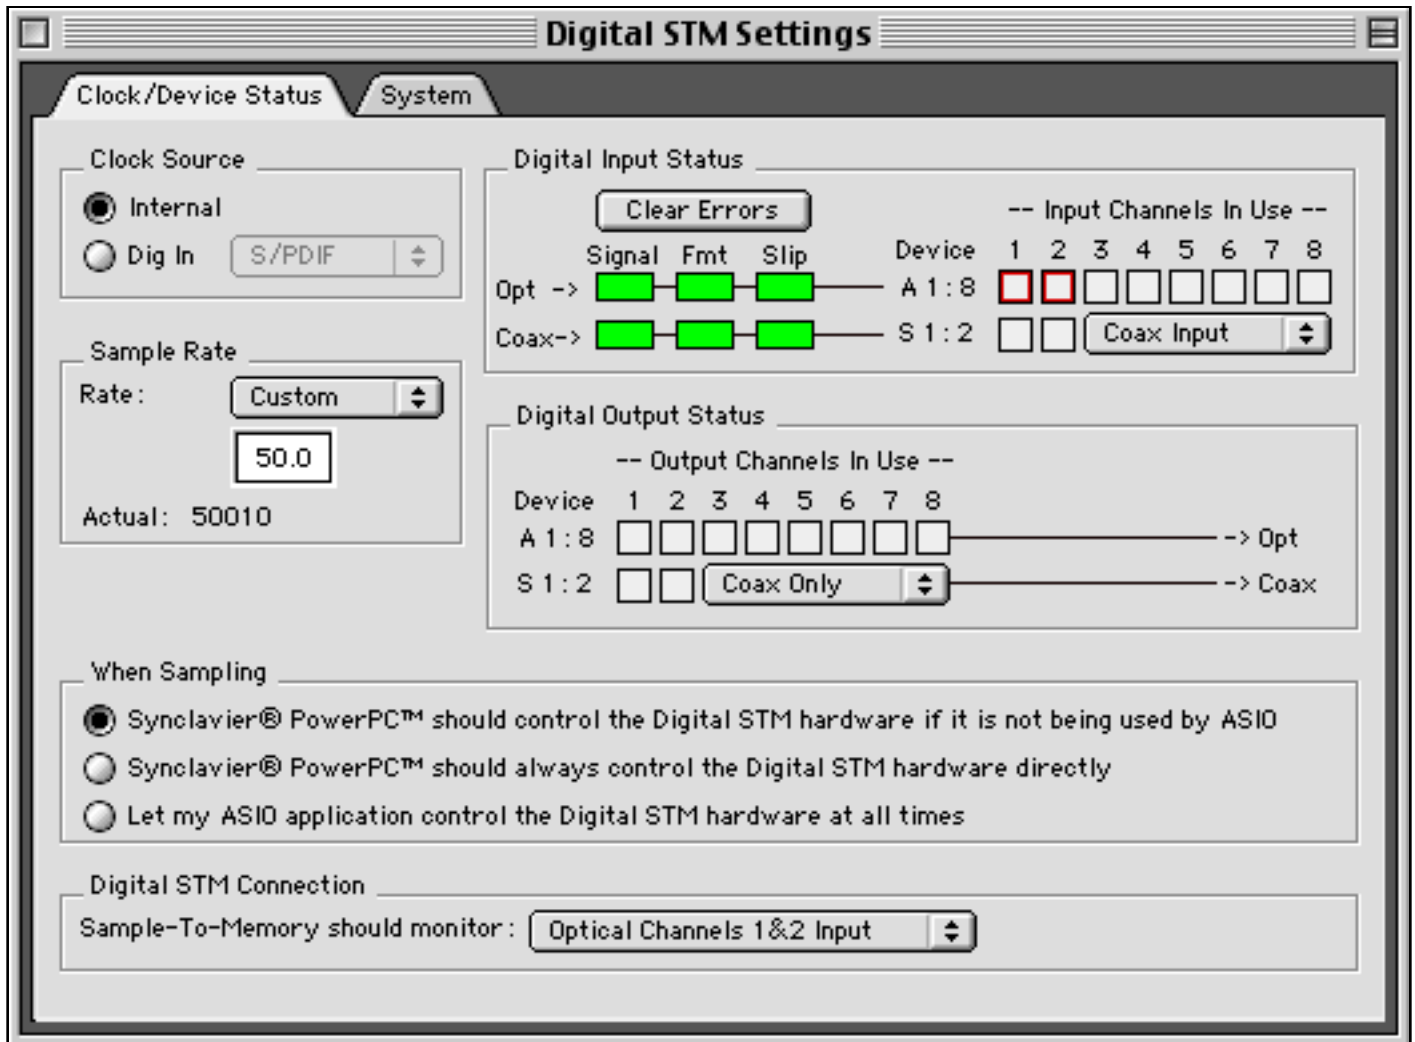 Digital STM Settings
Clock/Device Status
System
Clock Source
Internal
Dig In
S/PDIF
Sample Rate
Rate:
Custom
50.0
Actual: 50010
Digital Input Status
Clear Errors
-- Input Channels In Use --
Signal Fmt Slip
Device 1 2 3 4 5 6 7 8
Opt -> A 1:8
Coax-> S 1:2 Coax Input
Digital Output Status
-- Output Channels In Use --
Device 1 2 3 4 5 6 7 8
A 1:8 -> Opt
S 1:2 Coax Only -> Coax
When Sampling
Synclavier® PowerPC™ should control the Digital STM hardware if it is not being used by ASIO
Synclavier® PowerPC™ should always control the Digital STM hardware directly
Let my ASIO application control the Digital STM hardware at all times
Digital STM Connection
Sample-To-Memory should monitor: Optical Channels 1&2 Input